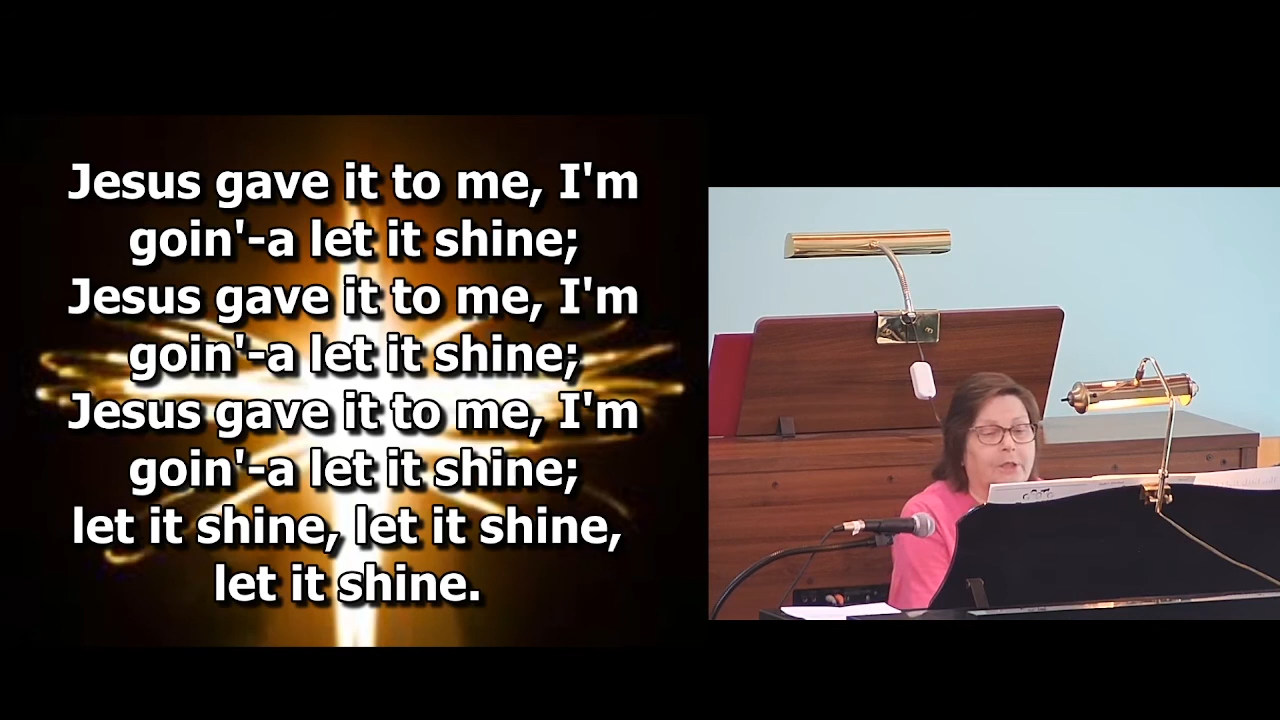 Jesus gave it to me, I'm
goin'-a let it shine;
Jesus gave it to me, I'm
goin'-a let it shine;
Jesus gave it to me, I'm
goin'-a let it shine;
let it shine, let it shine,
let it shine.